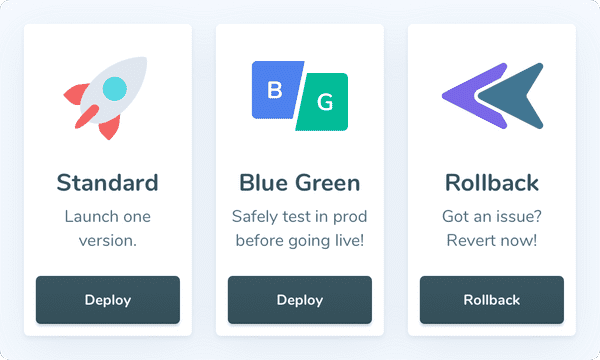 Standard
Launch one
version.
Deploy
B
G
Blue Green
Safely test in prod
before going live!
Deploy
Rollback
Got an issue?
Revert now!
Rollback